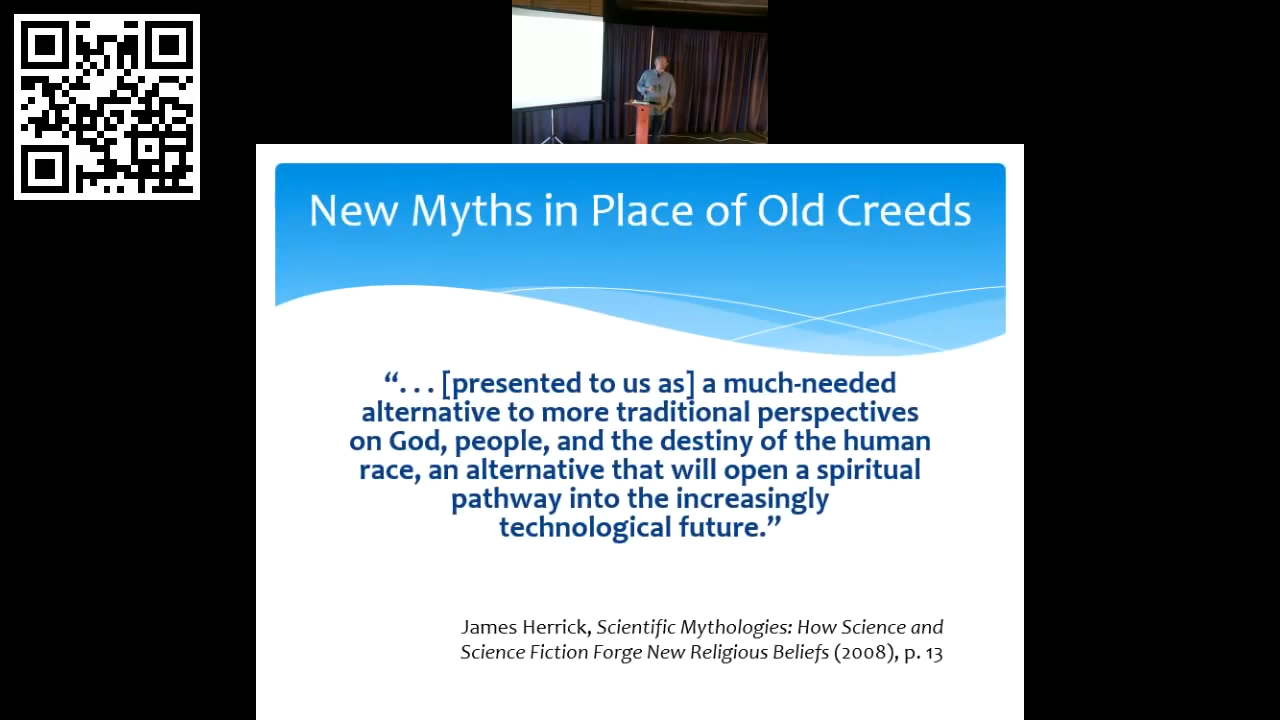 New Myths in Place of Old Creeds
“. . . [presented to us as] a much-needed
alternative to more traditional perspectives
on God, people, and the destiny of the human
race, an alternative that will open a spiritual
pathway into the increasingly
technological future.”
James Herrick, Scientific Mythologies: How Science and
Science Fiction Forge New Religious Beliefs (2008), p. 13